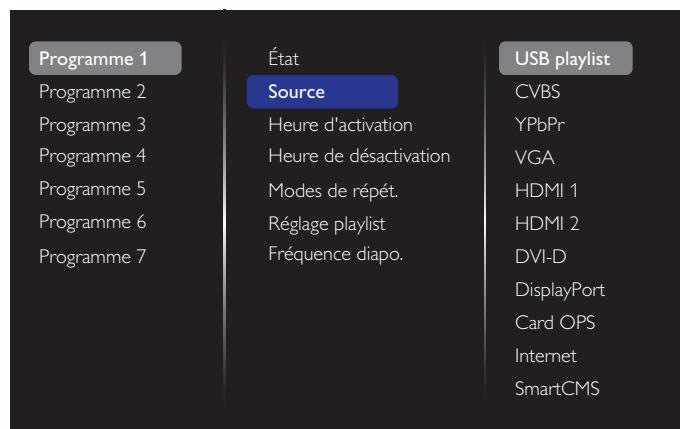 Programme 1
Programme 2
Programme 3
Programme 4
Programme 5
Programme 6
Programme 7
État
Source
Heure d'activation
Heure de désactivation
Modes de répét.
Réglage playlist
Fréquence diapo.
USB playlist
CVBS
YPbPr
VGA
HDMI 1
HDMI 2
DVI-D
DisplayPort
Card OPS
Internet
SmartCMS